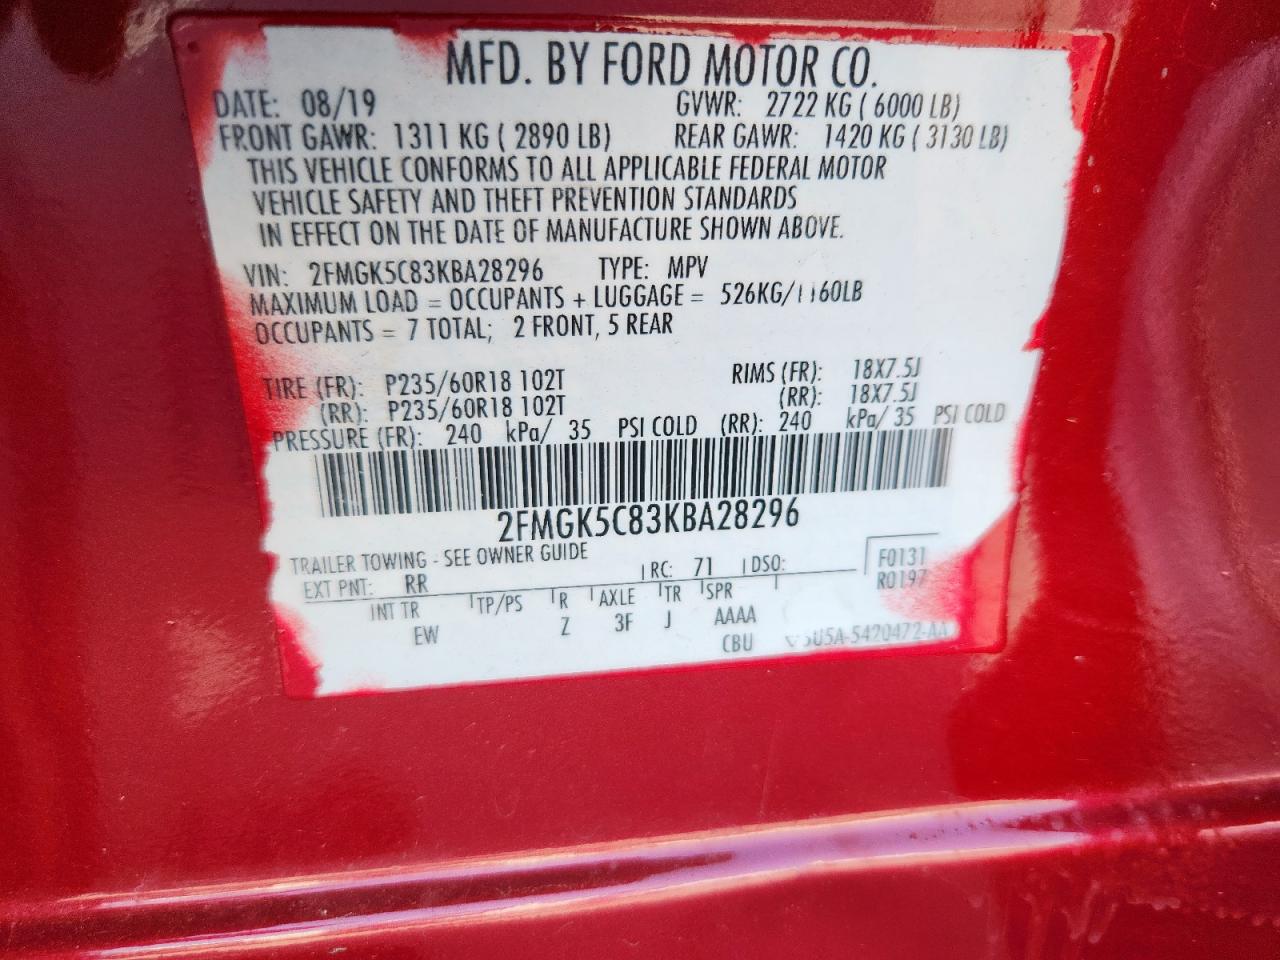 MFD. BY FORD MOTOR CO.
DATE: 08/19 GVWR: 2722 KG ( 6000 LB)
FRONT GAWR: 1311 KG ( 2890 LB) REAR GAWR: 1420 KG ( 3130 LB)
THIS VEHICLE CONFORMS TO ALL APPLICABLE FEDERAL MOTOR
VEHICLE SAFETY AND THEFT PREVENTION STANDARDS
IN EFFECT ON THE DATE OF MANUFACTURE SHOWN ABOVE.
VIN: 2FMGK5C83KBA28296 TYPE: MPV
MAXIMUM LOAD = OCCUPANTS + LUGGAGE = 526KG/1160LB
OCCUPANTS = 7 TOTAL; 2 FRONT, 5 REAR
TIRE (FR): P235/60R18 102T RIMS (FR): 18X7.5J
(RR): P235/60R18 102T (RR): 18X7.5J
PRESSURE (FR): 240 kPa/ 35 PSI COLD (RR): 240 kPa/ 35 PSI COLD
2FMGK5C83KBA28296
TRAILER TOWING - SEE OWNER GUIDE
EXT PNT: RR RC: 71 DSO: F0131
R0197
INT TR TP/PS R AXLE TR SPR
EW Z 3F J AAAA
CBU